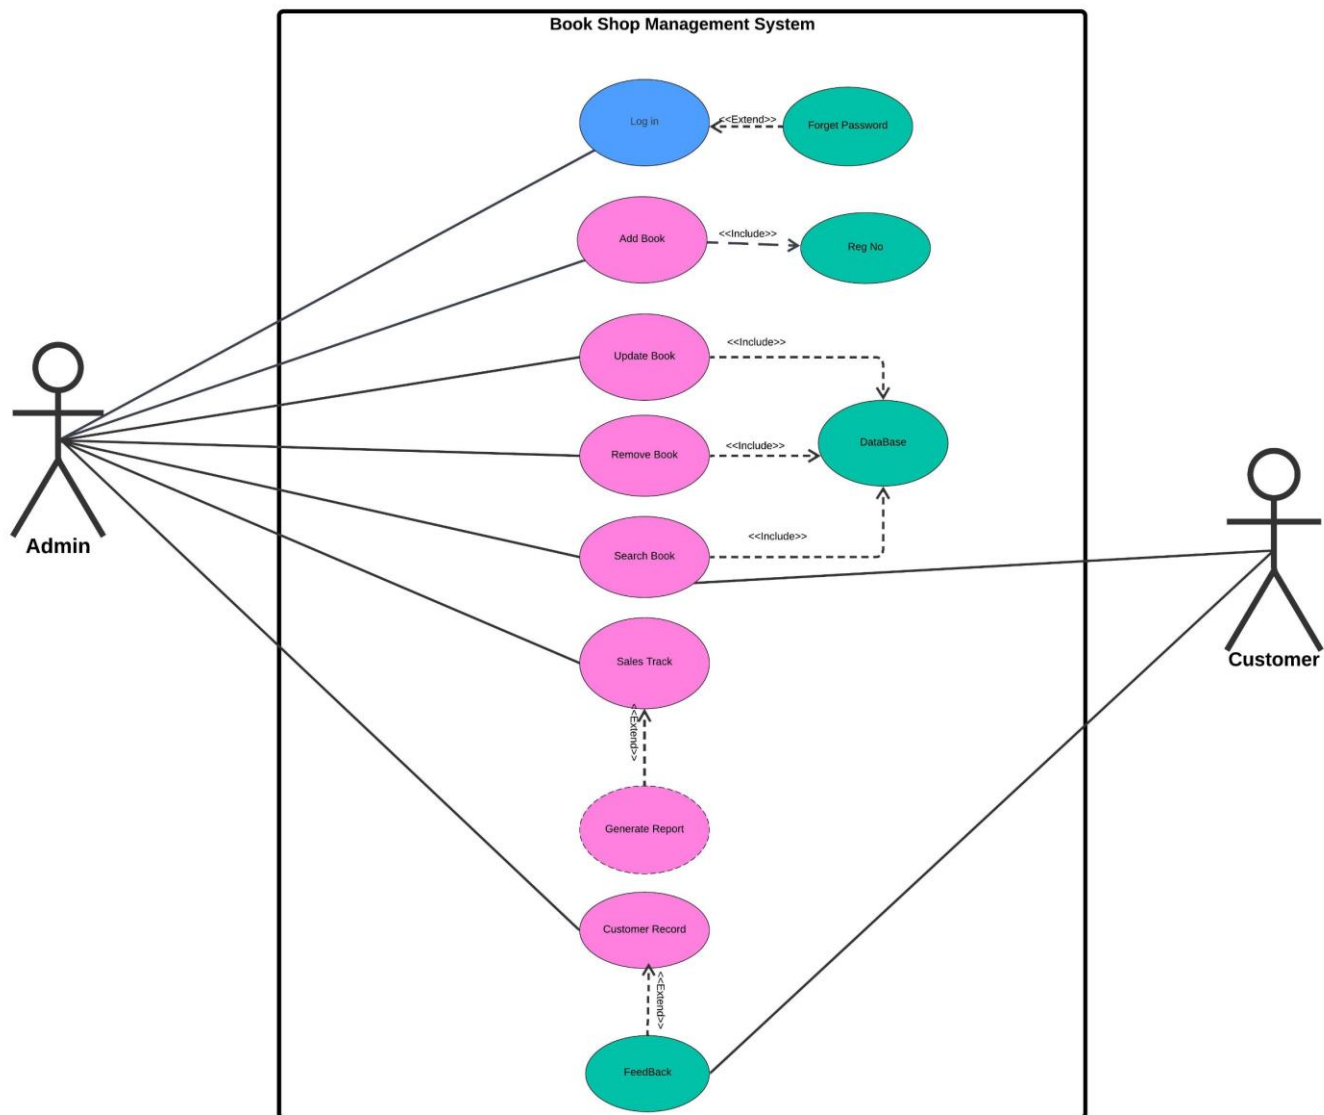 Book Shop Management System
Log in
<<Extend>>
Forget Password
Add Book
<<Include>>
Reg No
Update Book
<<Include>>
Remove Book
<<Include>>
DataBase
Search Book
<<Include>>
Admin
Customer
Sales Track
<<Extend>>
Generate Report
Customer Record
<<Extend>>
FeedBack